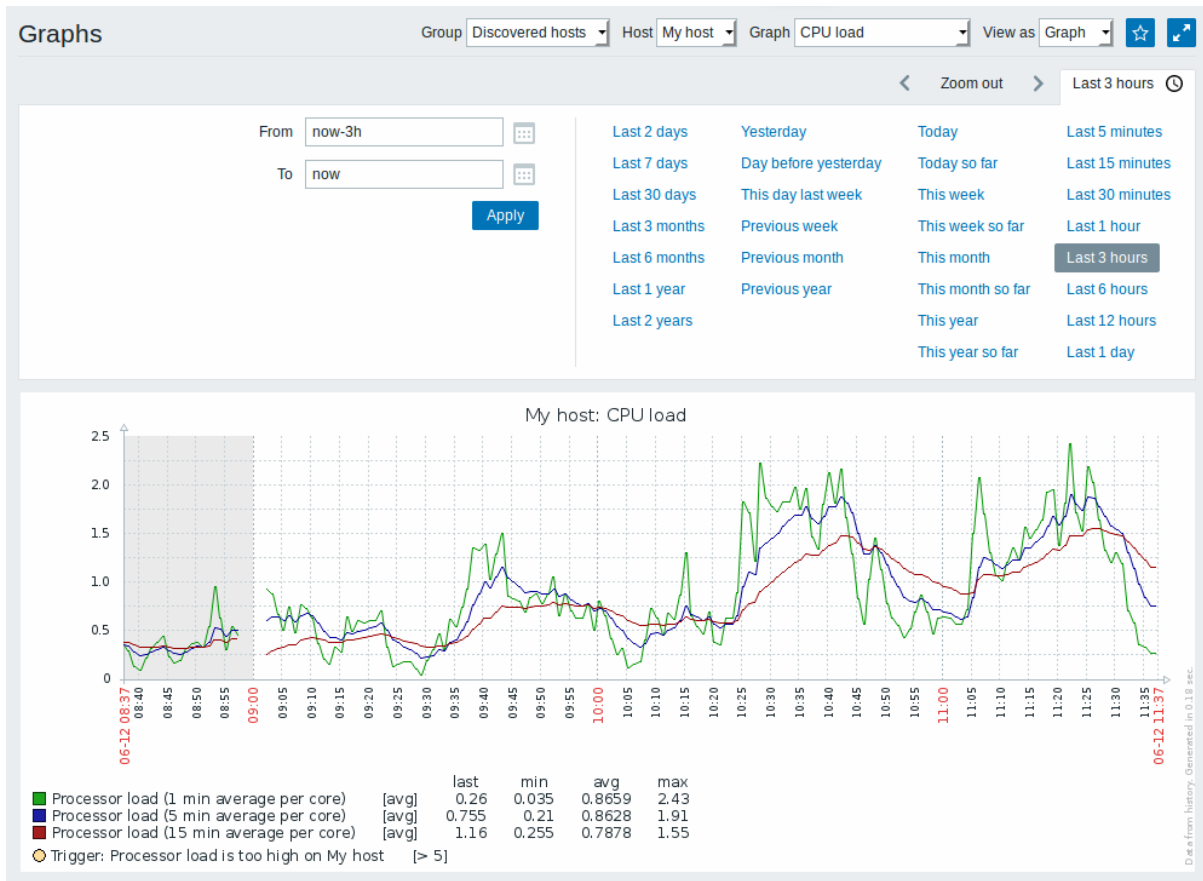 Graphs
Group Discovered hosts Host My host Graph CPU load View as Graph
Zoom out Last 3 hours
From now-3h
To now
Apply
Last 2 days Yesterday Today Last 5 minutes
Last 7 days Day before yesterday Today so far Last 15 minutes
Last 30 days This day last week This week Last 30 minutes
Last 3 months Previous week This week so far Last 1 hour
Last 6 months Previous month This month Last 3 hours
Last 1 year Previous year This month so far Last 6 hours
Last 2 years This year Last 12 hours
This year so far Last 1 day
My host: CPU load
2.5
2.0
1.5
1.0
0.5
0
06-12 08:37 08:40 08:45 08:50 08:55 09:00 09:05 09:10 09:15 09:20 09:25 09:30 09:35 09:40 09:45 09:50 09:55 10:00 10:05 10:10 10:15 10:20 10:25 10:30 10:35 10:40 10:45 10:50 10:55 11:00 11:05 11:10 11:15 11:20 11:25 11:30 11:35 06-12 11:37
last min avg max
Processor load (1 min average per core) [avg] 0.26 0.035 0.8659 2.43
Processor load (5 min average per core) [avg] 0.755 0.21 0.8628 1.91
Processor load (15 min average per core) [avg] 1.16 0.255 0.7878 1.55
Trigger: Processor load is too high on My host [> 5]
Data from history. Generated in 0.18 sec.